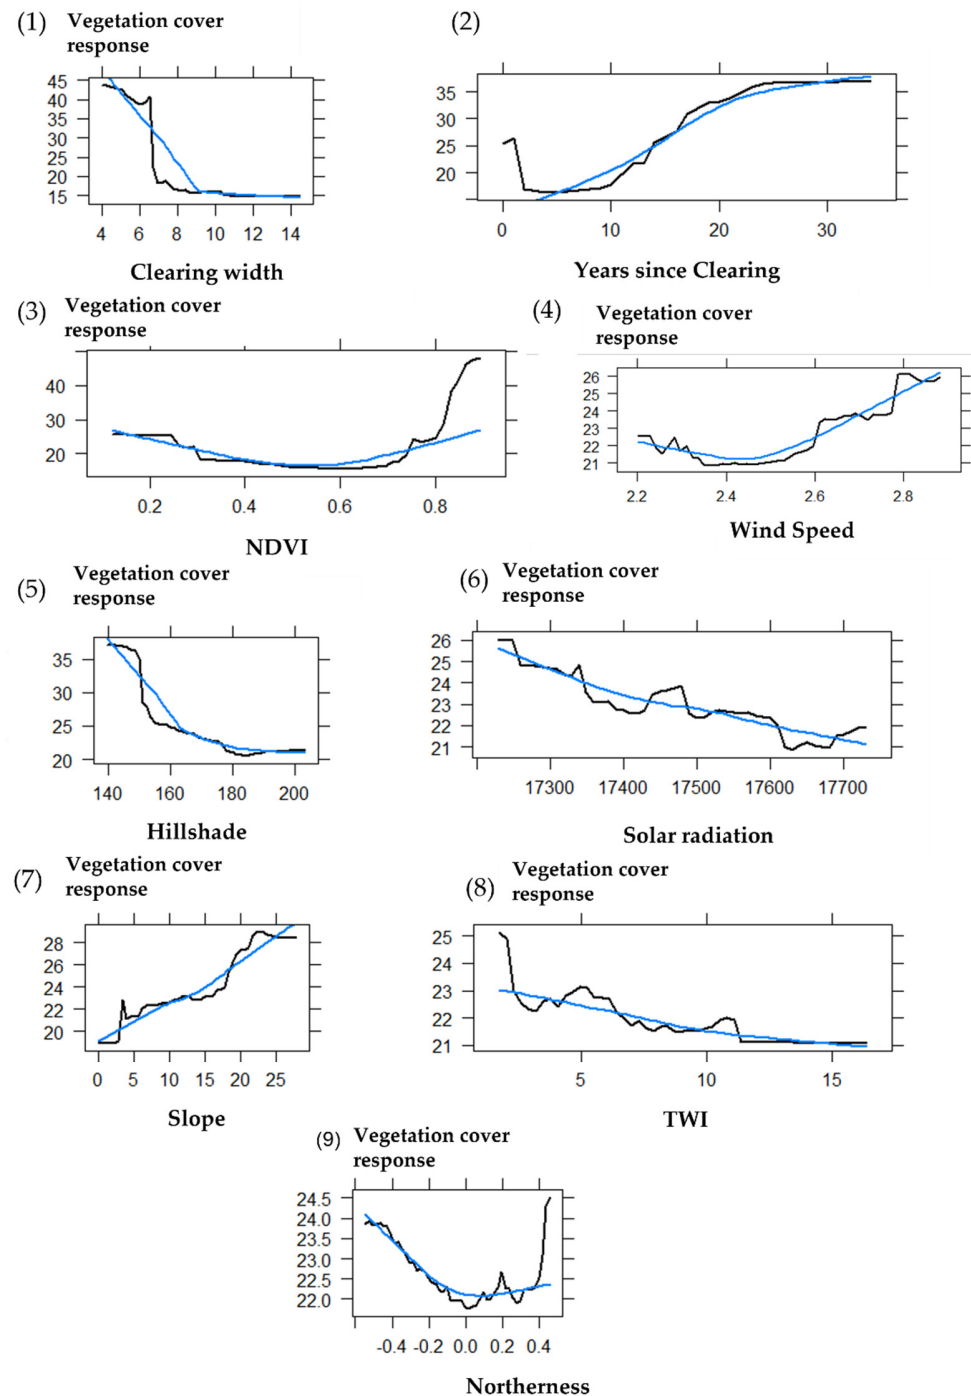 (1)
Vegetation cover
response
45
40
35
30
25
20
15
4 6 8 10 12 14
Clearing width
(2)
35
30
25
20
0 10 20 30
Years since Clearing
(3)
Vegetation cover
response
40
30
20
0.2 0.4 0.6 0.8
NDVI
(4)
Vegetation cover
response
26
25
24
23
22
21
2.2 2.4 2.6 2.8
Wind Speed
(5)
Vegetation cover
response
35
30
25
20
140 160 180 200
Hillshade
(6)
Vegetation cover
response
26
25
24
23
22
21
17300 17400 17500 17600 17700
Solar radiation
(7)
Vegetation cover
response
28
26
24
22
20
0 5 10 15 20 25
Slope
(8)
Vegetation cover
response
25
24
23
22
21
5 10 15
TWI
(9)
Vegetation cover
response
24.5
24.0
23.5
23.0
22.5
22.0
-0.4 -0.2 0.0 0.2 0.4
Northerness